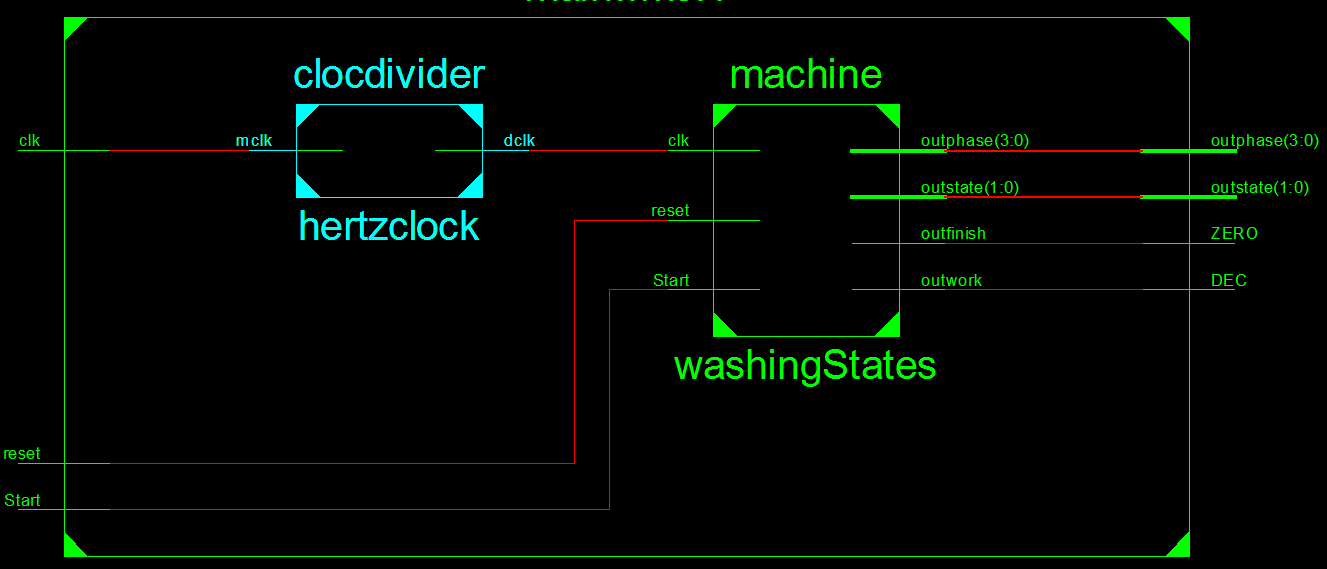 clocdivider
machine
clk
mclk
dclk
clk
outphase(3:0)
outphase(3:0)
outstate(1:0)
outstate(1:0)
reset
hertzclock
outfinish
ZERO
Start
outwork
DEC
washingStates
reset
Start